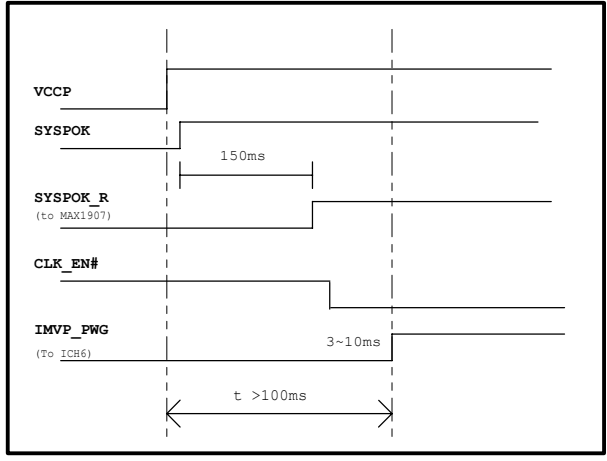 VCCP
SYSPOK
150ms
SYSPOK_R
(to MAX1907)
CLK_EN#
IMVP_PWG
(To ICH6)
3~10ms
t >100ms